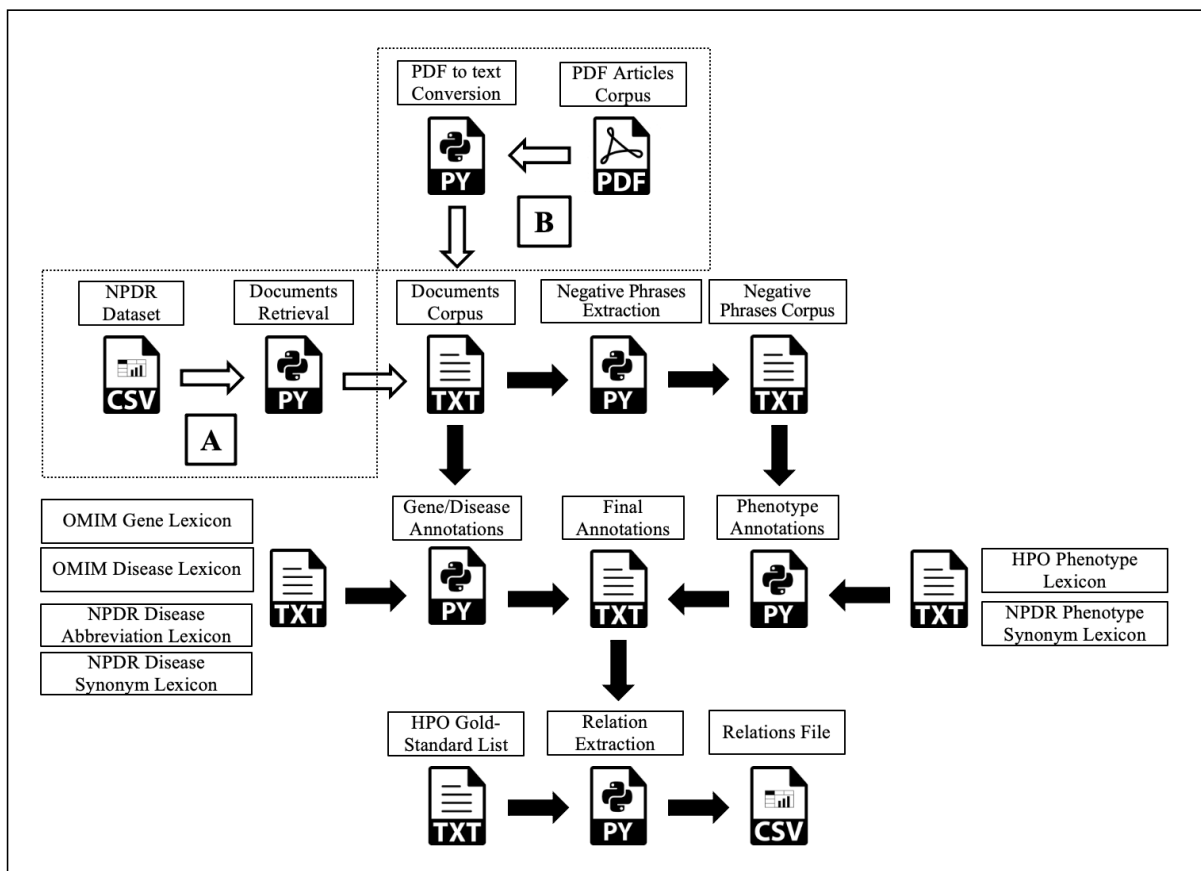 PDF to text
Conversion
PDF Articles
Corpus
PY
PDF
B
NPDR
Dataset
Documents
Retrieval
Documents
Corpus
Negative Phrases
Extraction
Negative
Phrases Corpus
CSV
PY
TXT
PY
TXT
A
OMIM Gene Lexicon
OMIM Disease Lexicon
NPDR Disease
Abbreviation Lexicon
NPDR Disease
Synonym Lexicon
TXT
Gene/Disease
Annotations
PY
Final
Annotations
TXT
Phenotype
Annotations
PY
TXT
HPO Phenotype
Lexicon
NPDR Phenotype
Synonym Lexicon
HPO Gold-
Standard List
Relation
Extraction
Relations File
TXT
PY
CSV